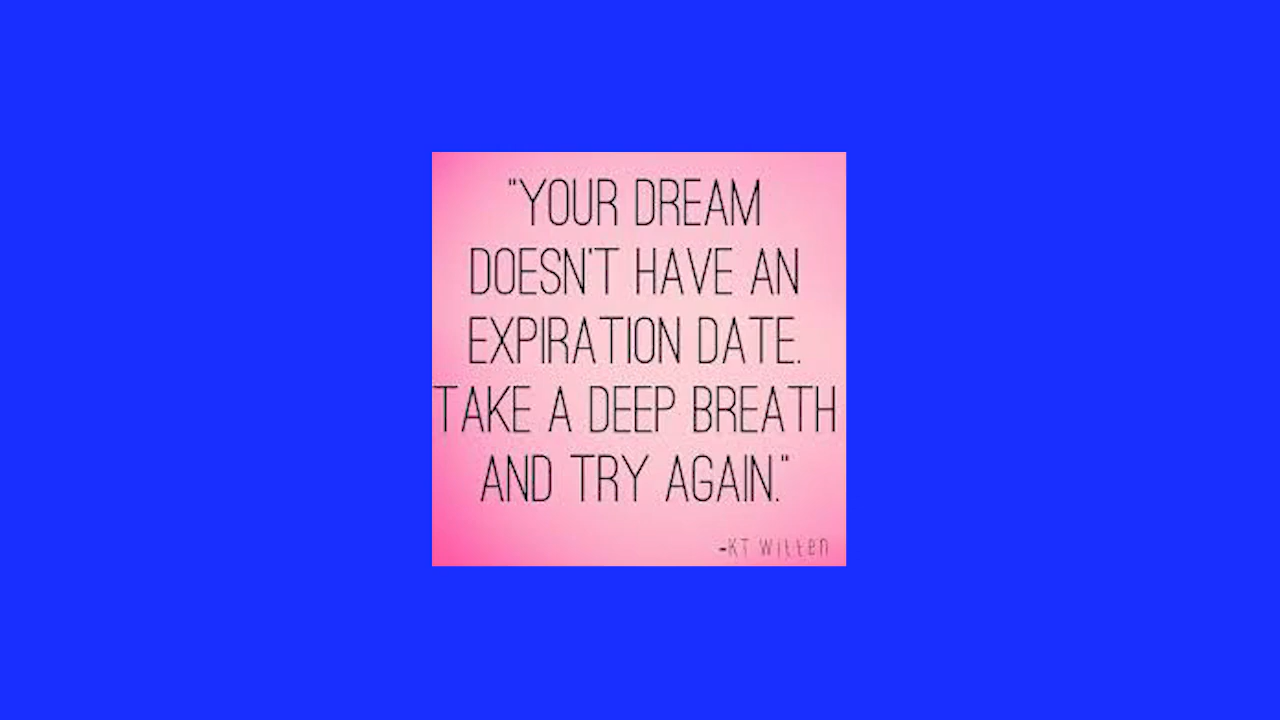 "YOUR DREAM
DOESN'T HAVE AN
EXPIRATION DATE.
TAKE A DEEP BREATH
AND TRY AGAIN."
-KT Witten